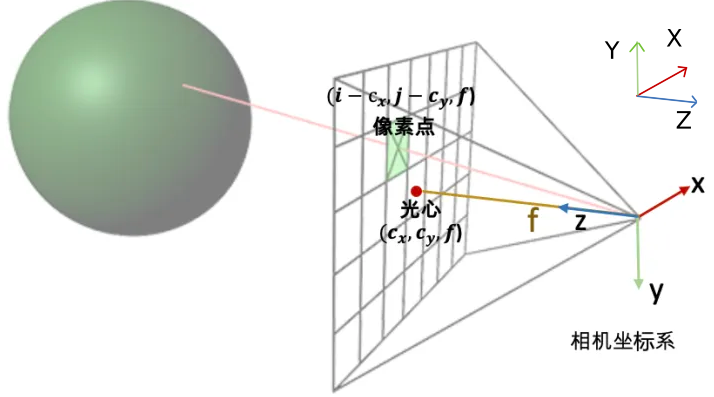 Y
X
Z
(i − c_x, j − c_y, f)
像素点
光心
(c_x, c_y, f)
f
z
x
y
相机坐标系